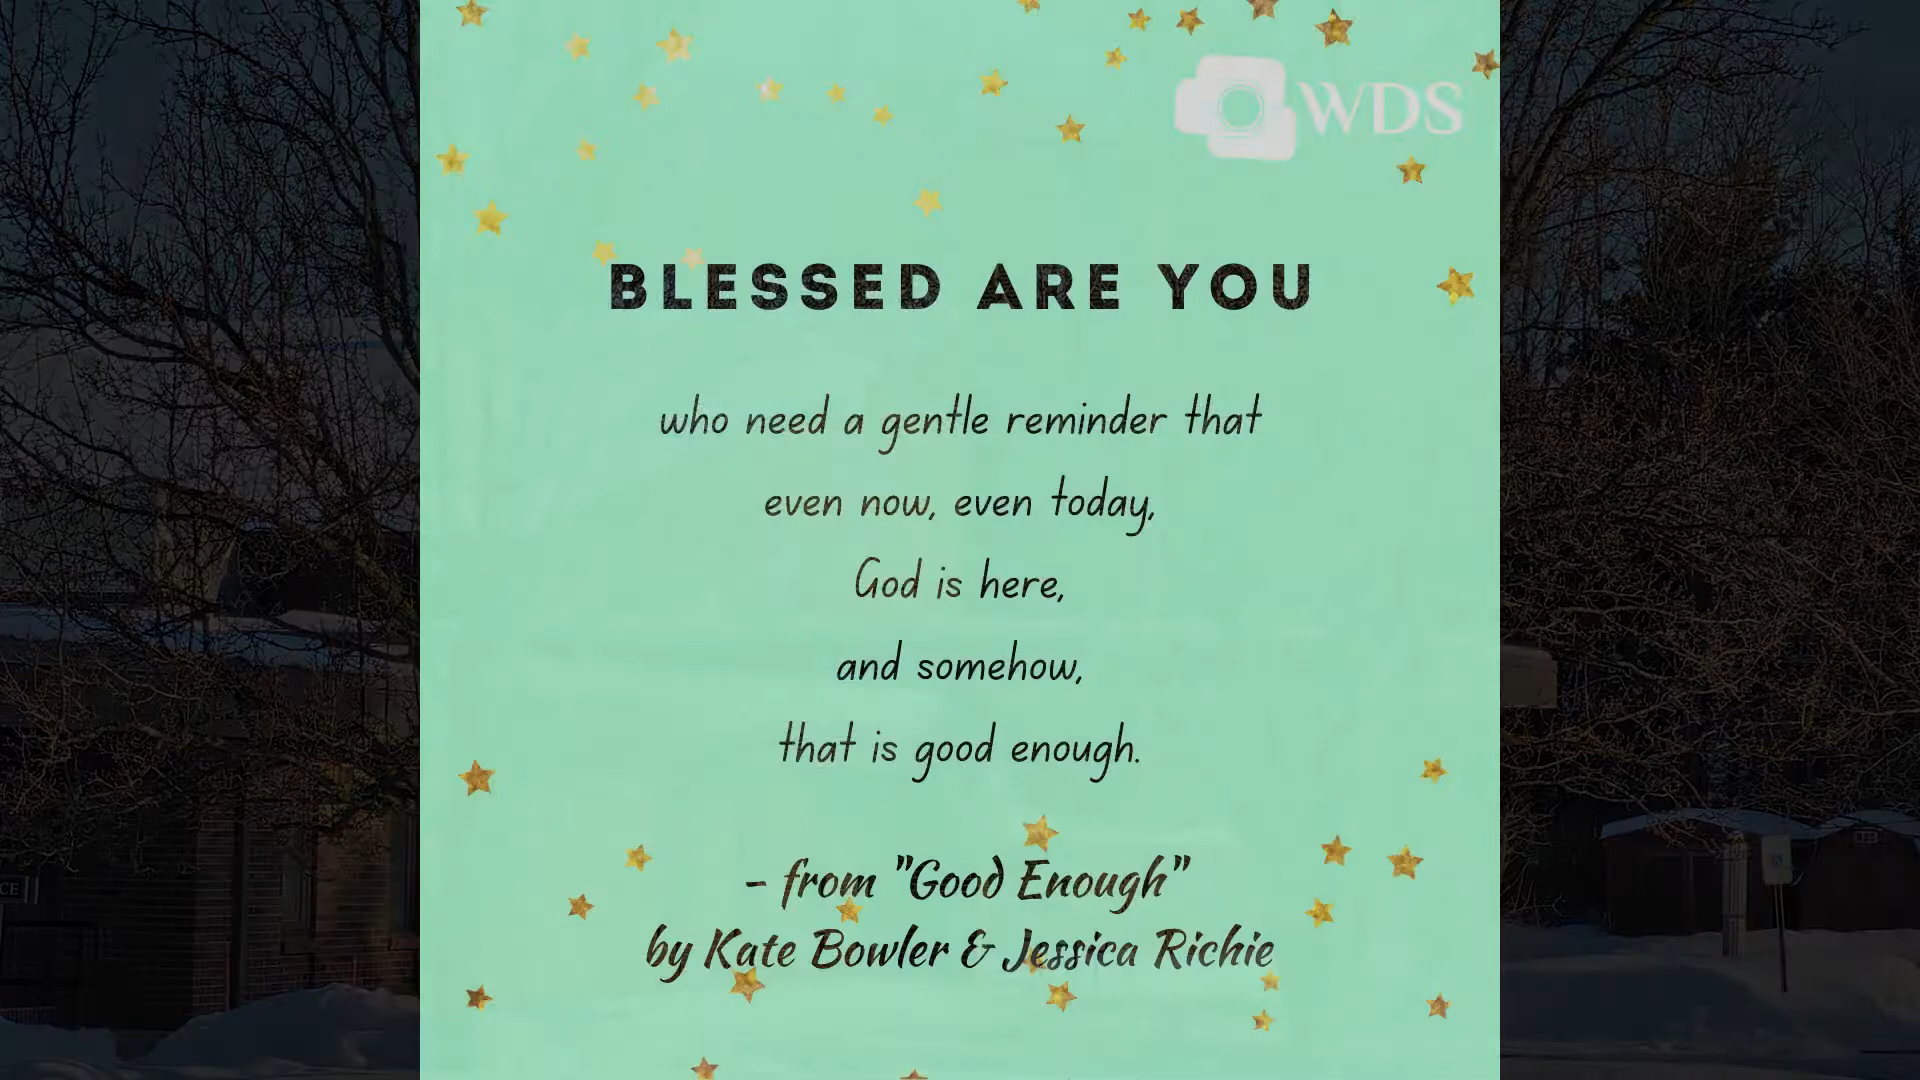 WDS
BLESSED ARE YOU
who need a gentle reminder that
even now, even today,
God is here,
and somehow,
that is good enough.
- from "Good Enough"
by Kate Bowler & Jessica Richie
CE